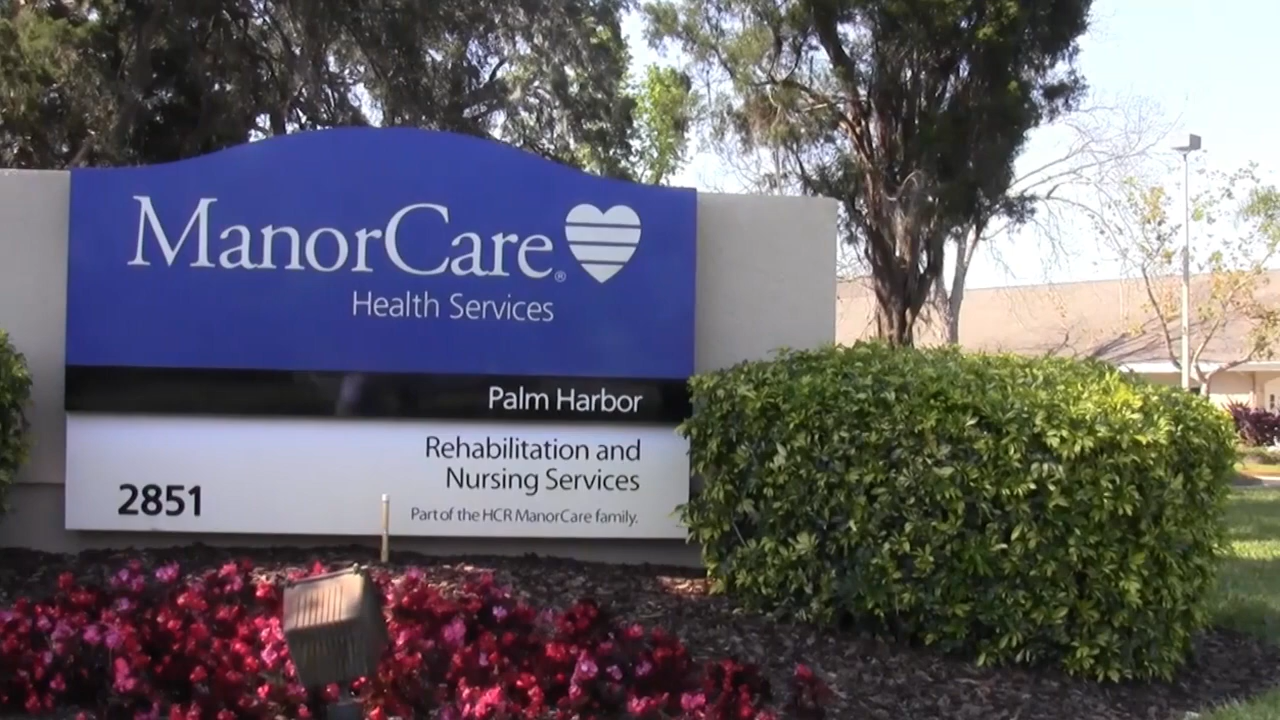 ManorCare®
Health Services
Palm Harbor
Rehabilitation and
Nursing Services
2851
Part of the HCR ManorCare family.